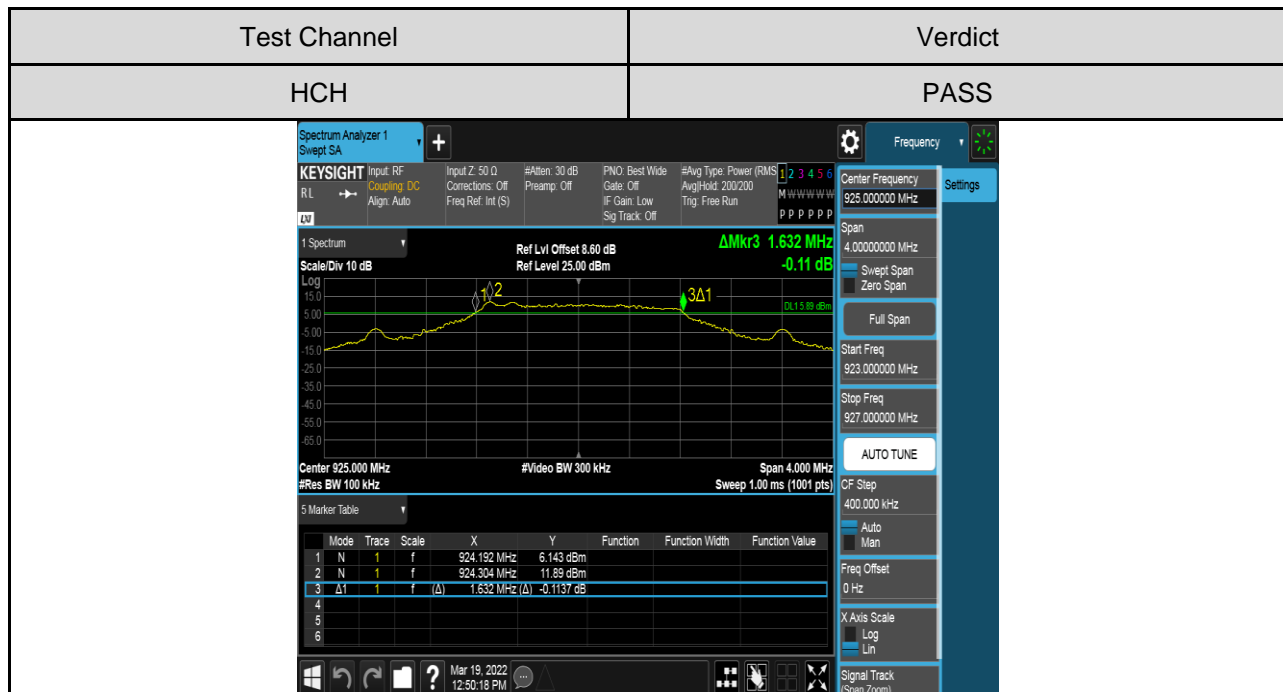 Test Channel Verdict
HCH PASS
Spectrum Analyzer 1
Swept SA
+
Frequency
Settings
KEYSIGHT Input: RF Input Z: 50 Ω #Atten: 30 dB PNO: Best Wide #Avg Type: Power (RMS 1 2 3 4 5 6
RL Coupling: DC Corrections: Off Preamp: Off Gate: Off Avg|Hold: 200/200 M W W W W W
Align: Auto Freq Ref: Int (S) IF Gain: Low Trig: Free Run
LXI Sig Track: Off P P P P P P
1 Spectrum
Ref Lvl Offset 8.60 dB ΔMkr3 1.632 MHz
Scale/Div 10 dB Ref Level 25.00 dBm -0.11 dB
Log
15.0
5.00
-5.00
-15.0
-25.0
-35.0
-45.0
-55.0
-65.0
1 2 3Δ1
DL1 5.89 dBm
Center 925.000 MHz #Video BW 300 kHz Span 4.000 MHz
#Res BW 100 kHz Sweep 1.00 ms (1001 pts)
5 Marker Table
Mode Trace Scale X Y Function Function Width Function Value
1 N 1 f 924.192 MHz 6.143 dBm
2 N 1 f 924.304 MHz 11.89 dBm
3 Δ1 1 f (Δ) 1.632 MHz (Δ) -0.1137 dB
4
5
6
? Mar 19, 2022
12:50:18 PM
Center Frequency
925.000000 MHz
Span
4.00000000 MHz
Swept Span
Zero Span
Full Span
Start Freq
923.000000 MHz
Stop Freq
927.000000 MHz
AUTO TUNE
CF Step
400.000 kHz
Auto
Man
Freq Offset
0 Hz
X Axis Scale
Log
Lin
Signal Track
(Span Zoom)